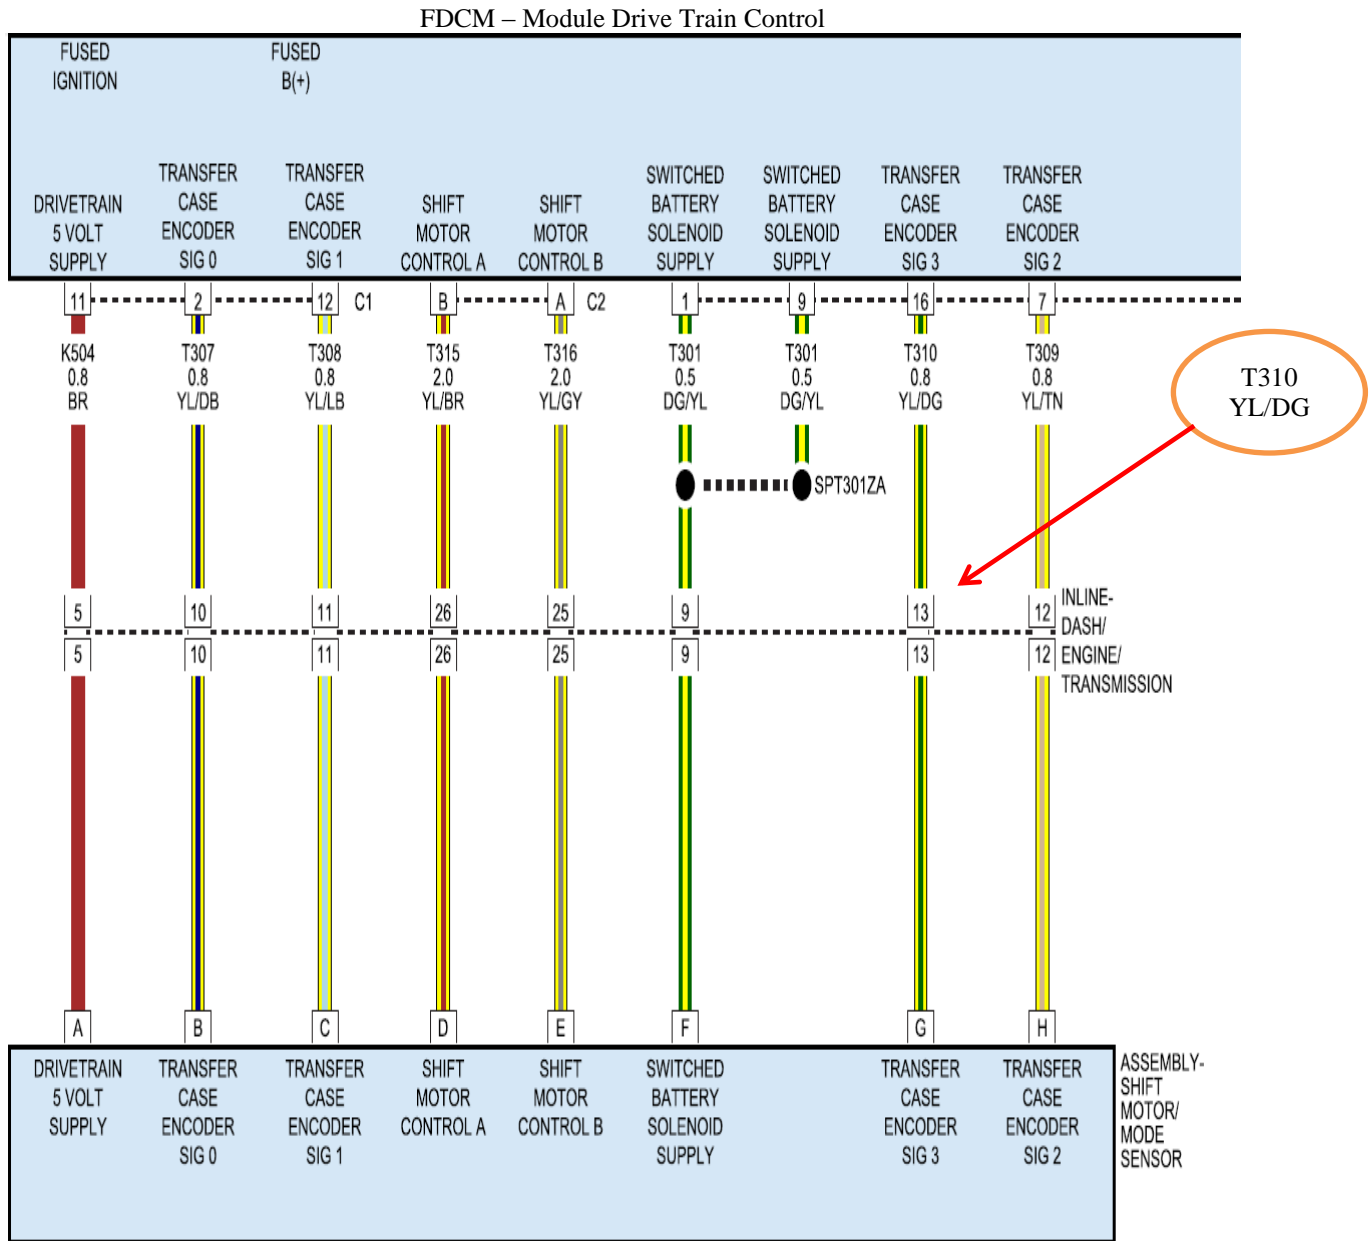 FDCM – Module Drive Train Control
FUSED
IGNITION
FUSED
B(+)
DRIVETRAIN
5 VOLT
SUPPLY
TRANSFER
CASE
ENCODER
SIG 0
TRANSFER
CASE
ENCODER
SIG 1
SHIFT
MOTOR
CONTROL A
SHIFT
MOTOR
CONTROL B
SWITCHED
BATTERY
SOLENOID
SUPPLY
SWITCHED
BATTERY
SOLENOID
SUPPLY
TRANSFER
CASE
ENCODER
SIG 3
TRANSFER
CASE
ENCODER
SIG 2
11 2 12 C1 B A C2 1 9 16 7
K504
0.8
BR
T307
0.8
YL/DB
T308
0.8
YL/LB
T315
2.0
YL/BR
T316
2.0
YL/GY
T301
0.5
DG/YL
T301
0.5
DG/YL
T310
0.8
YL/DG
T309
0.8
YL/TN
T310
YL/DG
SPT301ZA
5 10 11 26 25 9 13 12
5 10 11 26 25 9 13 12
INLINE-
DASH/
ENGINE/
TRANSMISSION
A B C D E F G H
DRIVETRAIN
5 VOLT
SUPPLY
TRANSFER
CASE
ENCODER
SIG 0
TRANSFER
CASE
ENCODER
SIG 1
SHIFT
MOTOR
CONTROL A
SHIFT
MOTOR
CONTROL B
SWITCHED
BATTERY
SOLENOID
SUPPLY
TRANSFER
CASE
ENCODER
SIG 3
TRANSFER
CASE
ENCODER
SIG 2
ASSEMBLY-
SHIFT
MOTOR/
MODE
SENSOR